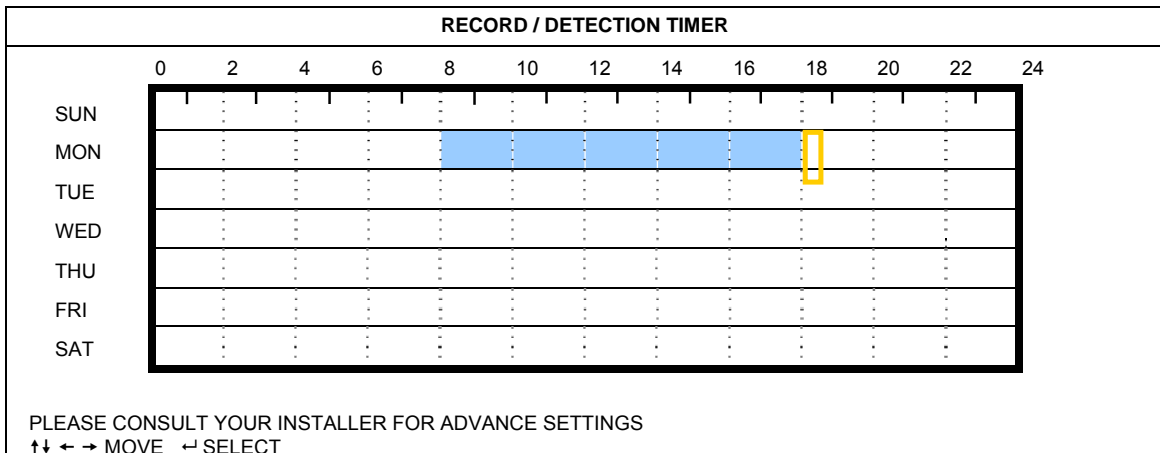 RECORD / DETECTION TIMER
0 2 4 6 8 10 12 14 16 18 20 22 24
SUN
MON
TUE
WED
THU
FRI
SAT
PLEASE CONSULT YOUR INSTALLER FOR ADVANCE SETTINGS
↑↓ ← → MOVE ↵ SELECT